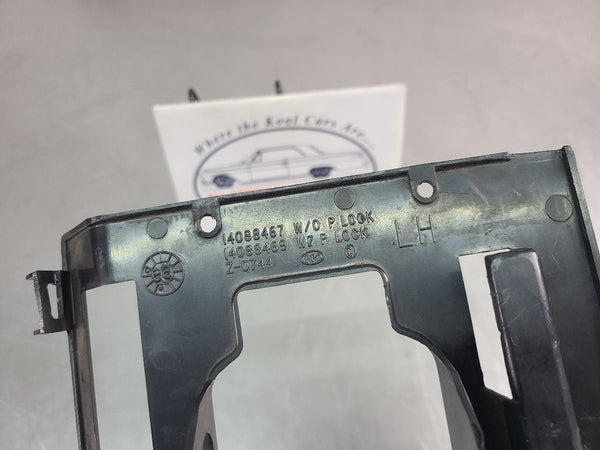 Where the Kool Cars Are...
14088467 W/O P LOCK
14088469 W/ P LOCK
Z-0744
LH